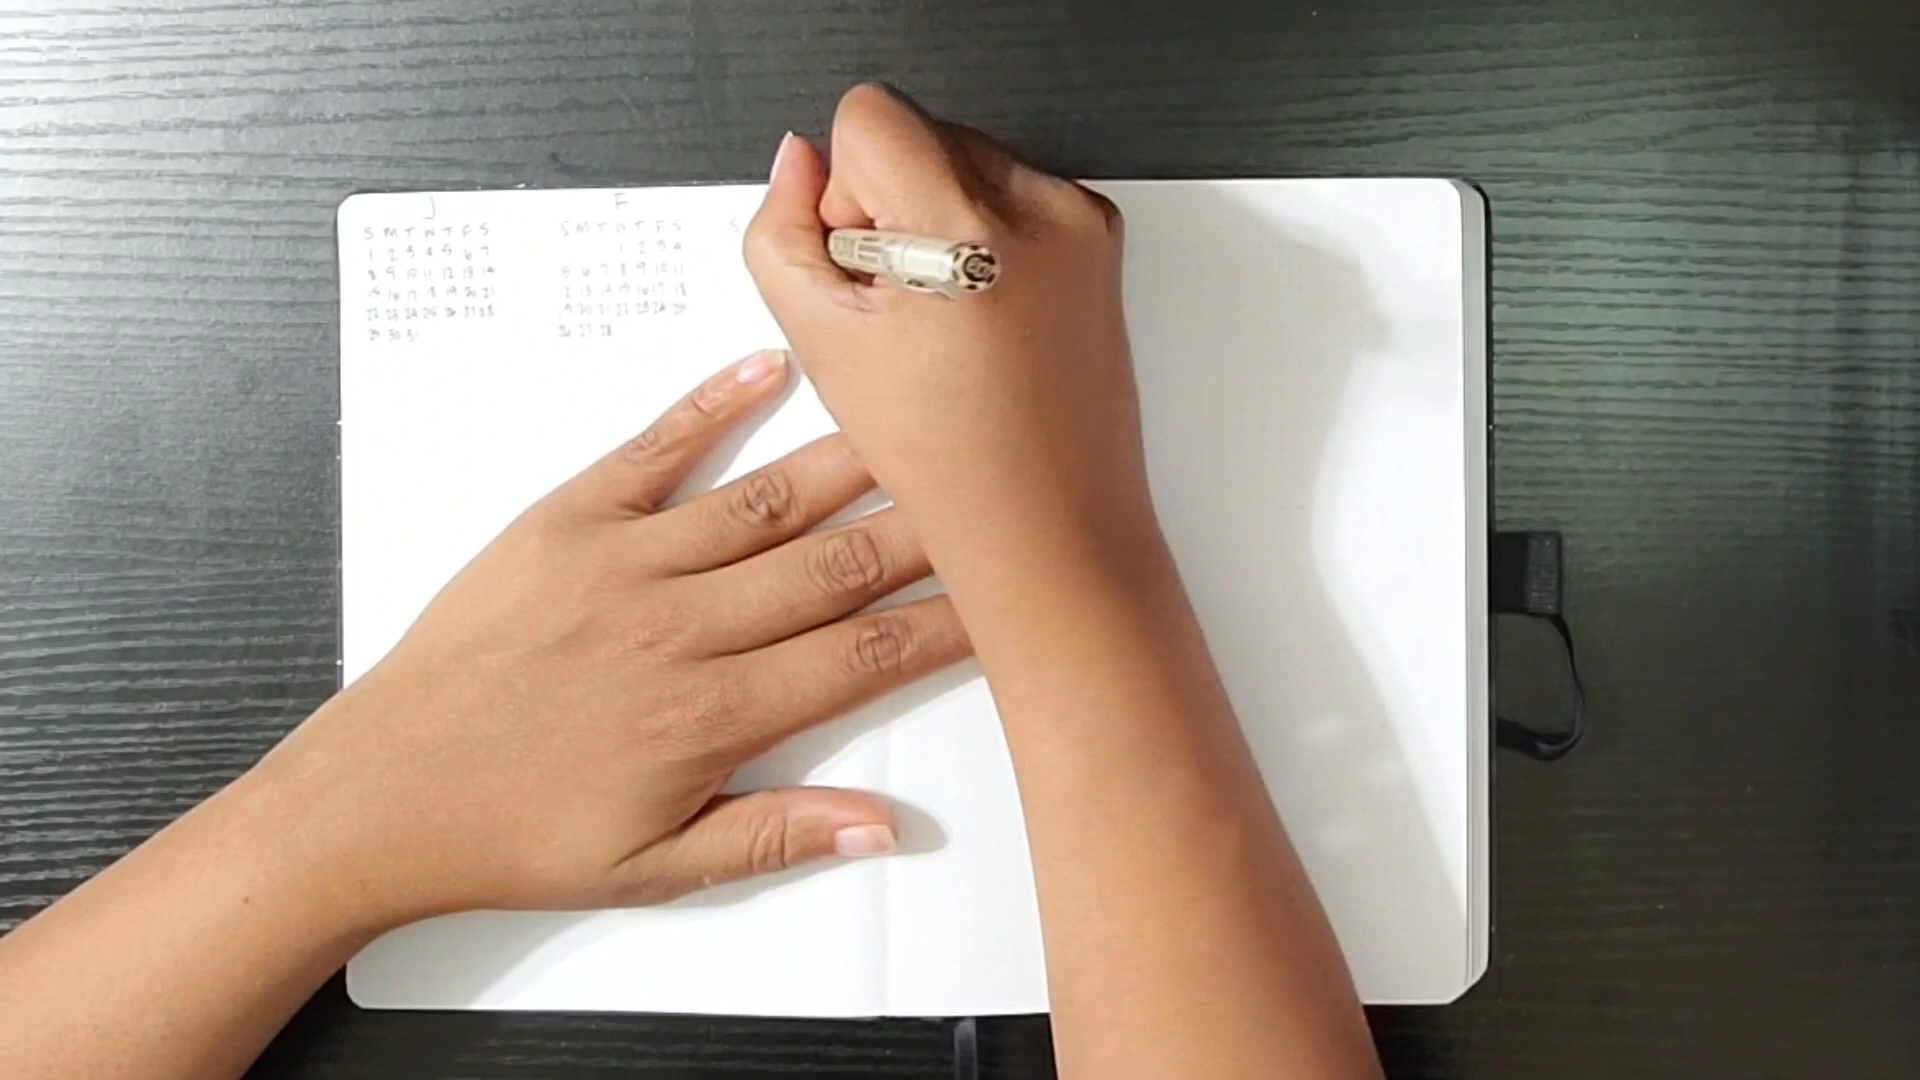 J
S M T W T F S
1 2 3 4 5 6 7
8 9 10 11 12 13 14
15 16 17 18 19 20 21
22 23 24 25 26 27 28
29 30 31
F
S M T W T F S
1 2 3 4
5 6 7 8 9 10 11
12 13 14 15 16 17 18
19 20 21 22 23 24 25
26 27 28
S